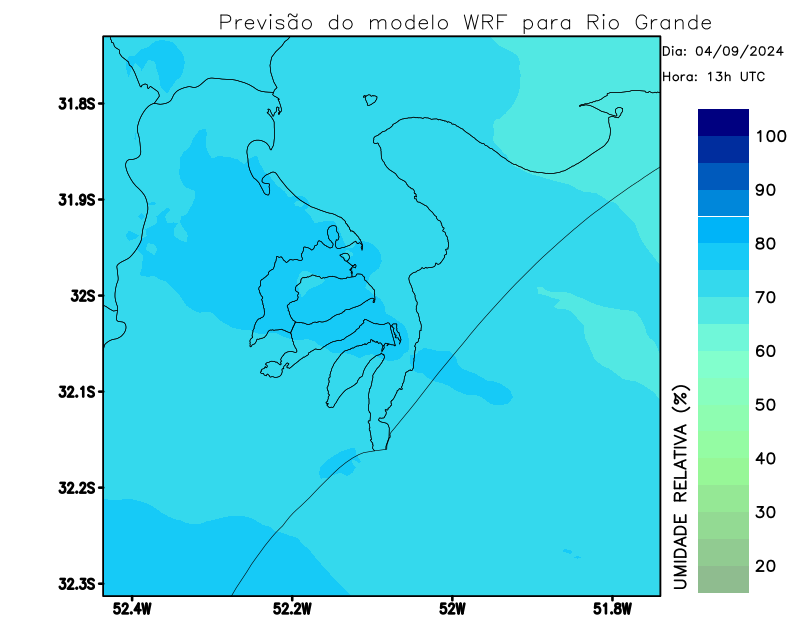 Previsão do modelo WRF para Rio Grande
Dia: 04/09/2024
Hora: 13h UTC
31.8S
31.9S
32S
32.1S
32.2S
32.3S
52.4W
52.2W
52W
51.8W
100
90
80
70
60
50
40
30
20
UMIDADE RELATIVA (%)